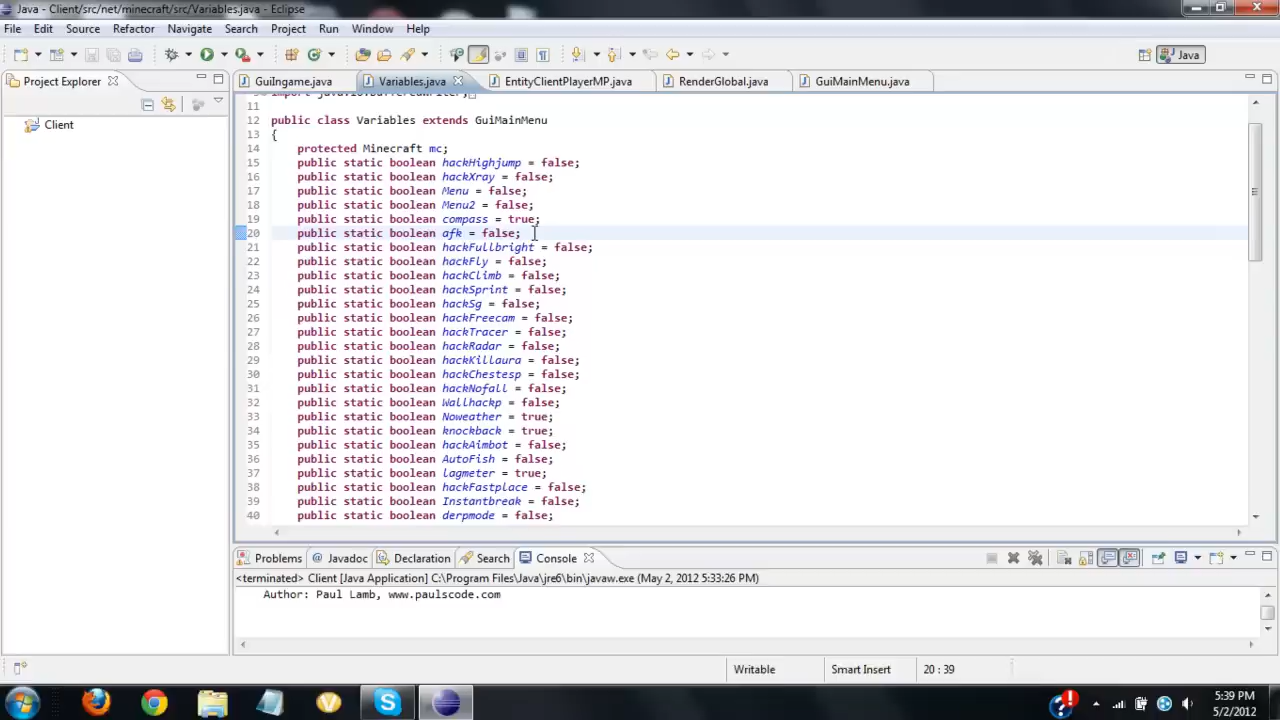 Java - Client/src/net/minecraft/src/Variables.java - Eclipse
File Edit Source Refactor Navigate Search Project Run Window Help
Java
Project Explorer
GuiIngame.java Variables.java EntityClientPlayerMP.java RenderGlobal.java GuiMainMenu.java
Client
import java.io.BufferedWriter;
11
12 public class Variables extends GuiMainMenu
13 {
14 protected Minecraft mc;
15 public static boolean hackHighjump = false;
16 public static boolean hackXray = false;
17 public static boolean Menu = false;
18 public static boolean Menu2 = false;
19 public static boolean compass = true;
20 public static boolean afk = false;
21 public static boolean hackFullbright = false;
22 public static boolean hackFly = false;
23 public static boolean hackClimb = false;
24 public static boolean hackSprint = false;
25 public static boolean hackSg = false;
26 public static boolean hackFreecam = false;
27 public static boolean hackTracer = false;
28 public static boolean hackRadar = false;
29 public static boolean hackKillaura = false;
30 public static boolean hackChestesp = false;
31 public static boolean hackNofall = false;
32 public static boolean Wallhackp = false;
33 public static boolean Noweather = true;
34 public static boolean knockback = true;
35 public static boolean hackAimbot = false;
36 public static boolean AutoFish = false;
37 public static boolean lagmeter = true;
38 public static boolean hackFastplace = false;
39 public static boolean Instantbreak = false;
40 public static boolean derpmode = false;
Problems @ Javadoc Declaration Search Console
<terminated> Client [Java Application] C:\Program Files\Java\jre6\bin\javaw.exe (May 2, 2012 5:33:26 PM)
Author: Paul Lamb, www.paulscode.com
Writable Smart Insert 20 : 39
5:39 PM
5/2/2012